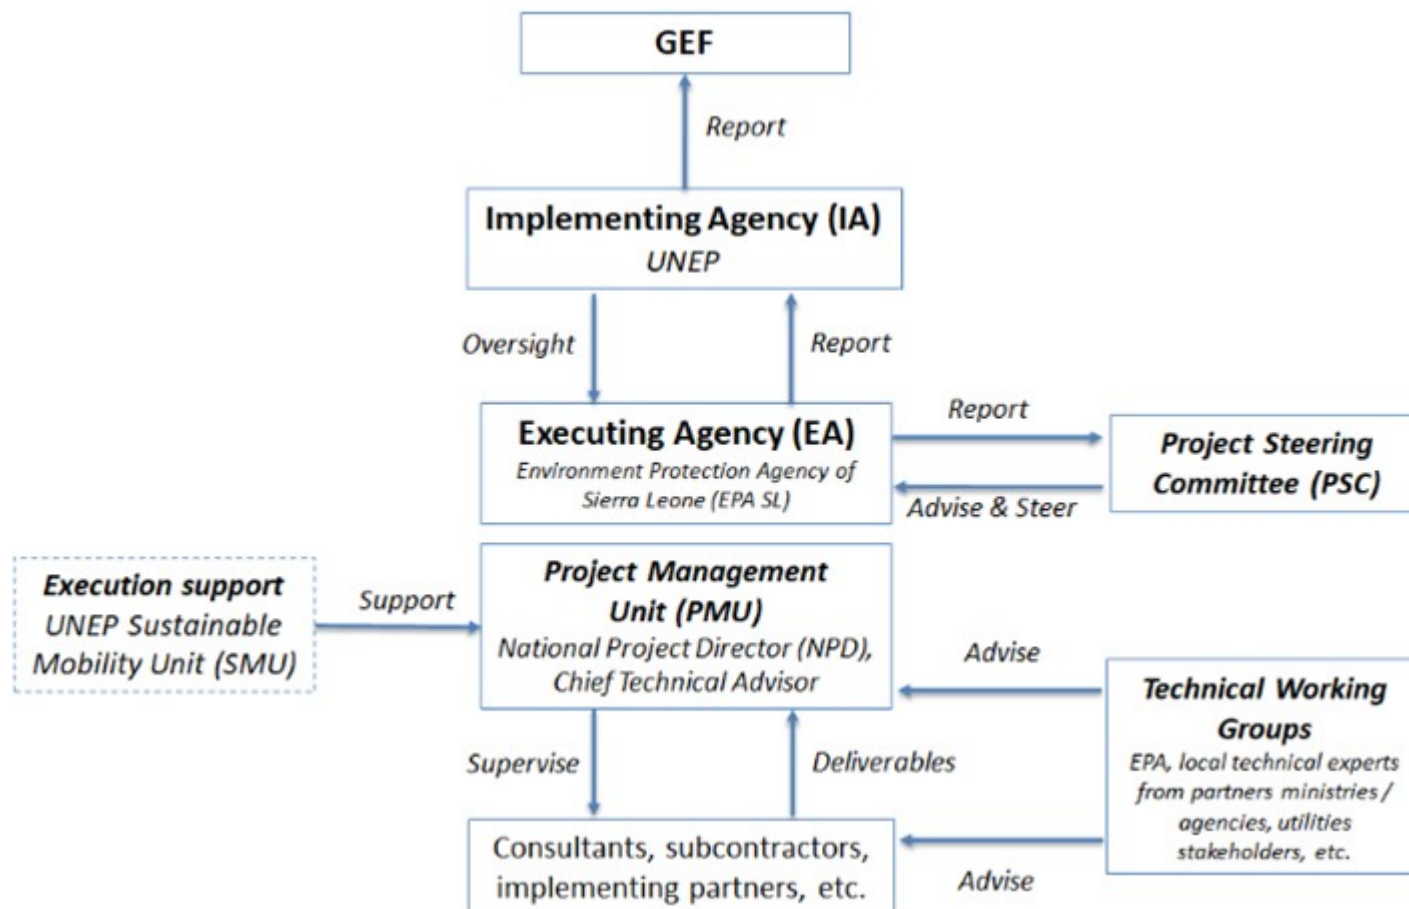 GEF
Report
Implementing Agency (IA)
UNEP
Oversight
Report
Executing Agency (EA)
Environment Protection Agency of
Sierra Leone (EPA SL)
Report
Advise & Steer
Project Steering
Committee (PSC)
Execution support
UNEP Sustainable
Mobility Unit (SMU)
Support
Project Management
Unit (PMU)
National Project Director (NPD),
Chief Technical Advisor
Advise
Technical Working
Groups
EPA, local technical experts
from partners ministries /
agencies, utilities
stakeholders, etc.
Supervise
Deliverables
Consultants, subcontractors,
implementing partners, etc.
Advise